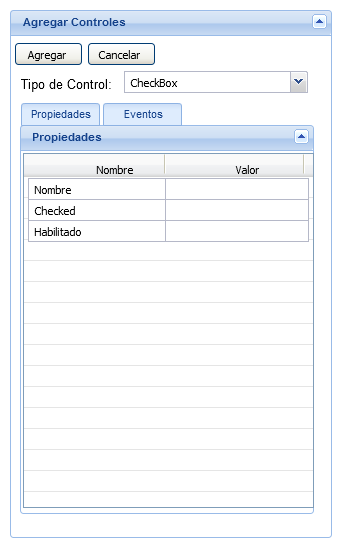 Agregar Controles
Agregar Cancelar
Tipo de Control: CheckBox
Propiedades Eventos
Propiedades
Nombre Valor
Nombre
Checked
Habilitado